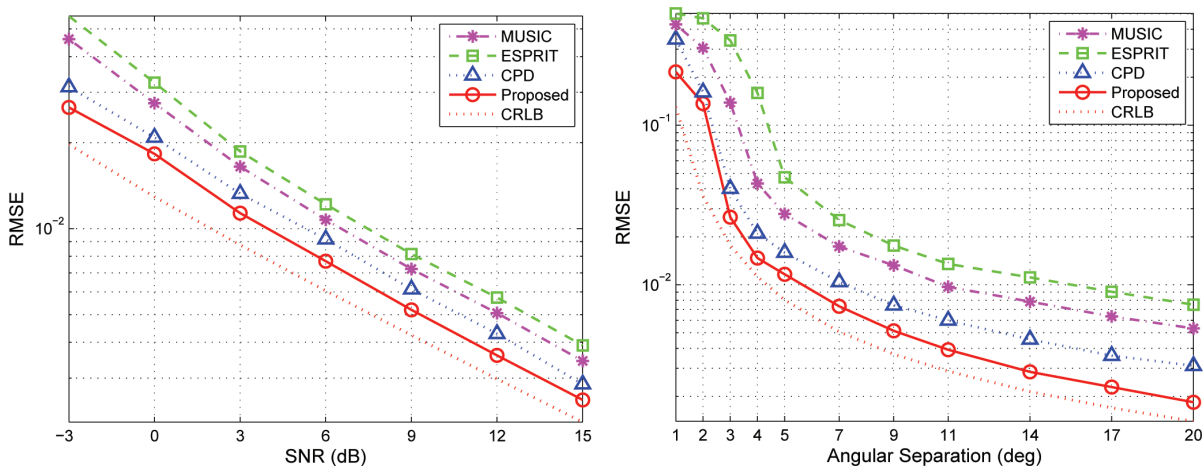 MUSIC
ESPRIT
CPD
Proposed
CRLB
RMSE
10^-2
−3 0 3 6 9 12 15
SNR (dB)
MUSIC
ESPRIT
CPD
Proposed
CRLB
RMSE
10^-1
10^-2
1 2 3 4 5 7 9 11 14 17 20
Angular Separation (deg)